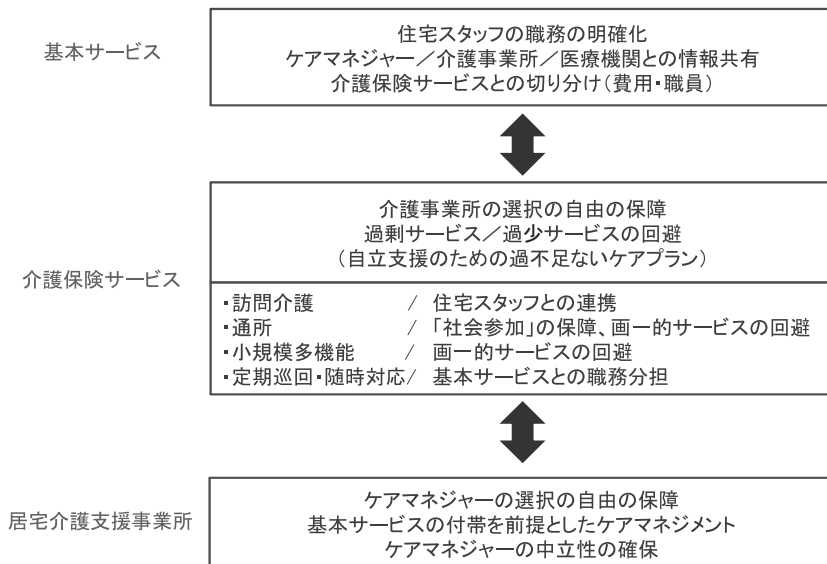 基本サービス
住宅スタッフの職務の明確化
ケアマネジャー／介護事業所／医療機関との情報共有
介護保険サービスとの切り分け（費用・職員）
介護保険サービス
介護事業所の選択の自由の保障
過剰サービス／過少サービスの回避
（自立支援のための過不足ないケアプラン）
・訪問介護 / 住宅スタッフとの連携
・通所 / 「社会参加」の保障、画一的サービスの回避
・小規模多機能 / 画一的サービスの回避
・定期巡回・随時対応/ 基本サービスとの職務分担
居宅介護支援事業所
ケアマネジャーの選択の自由の保障
基本サービスの付帯を前提としたケアマネジメント
ケアマネジャーの中立性の確保